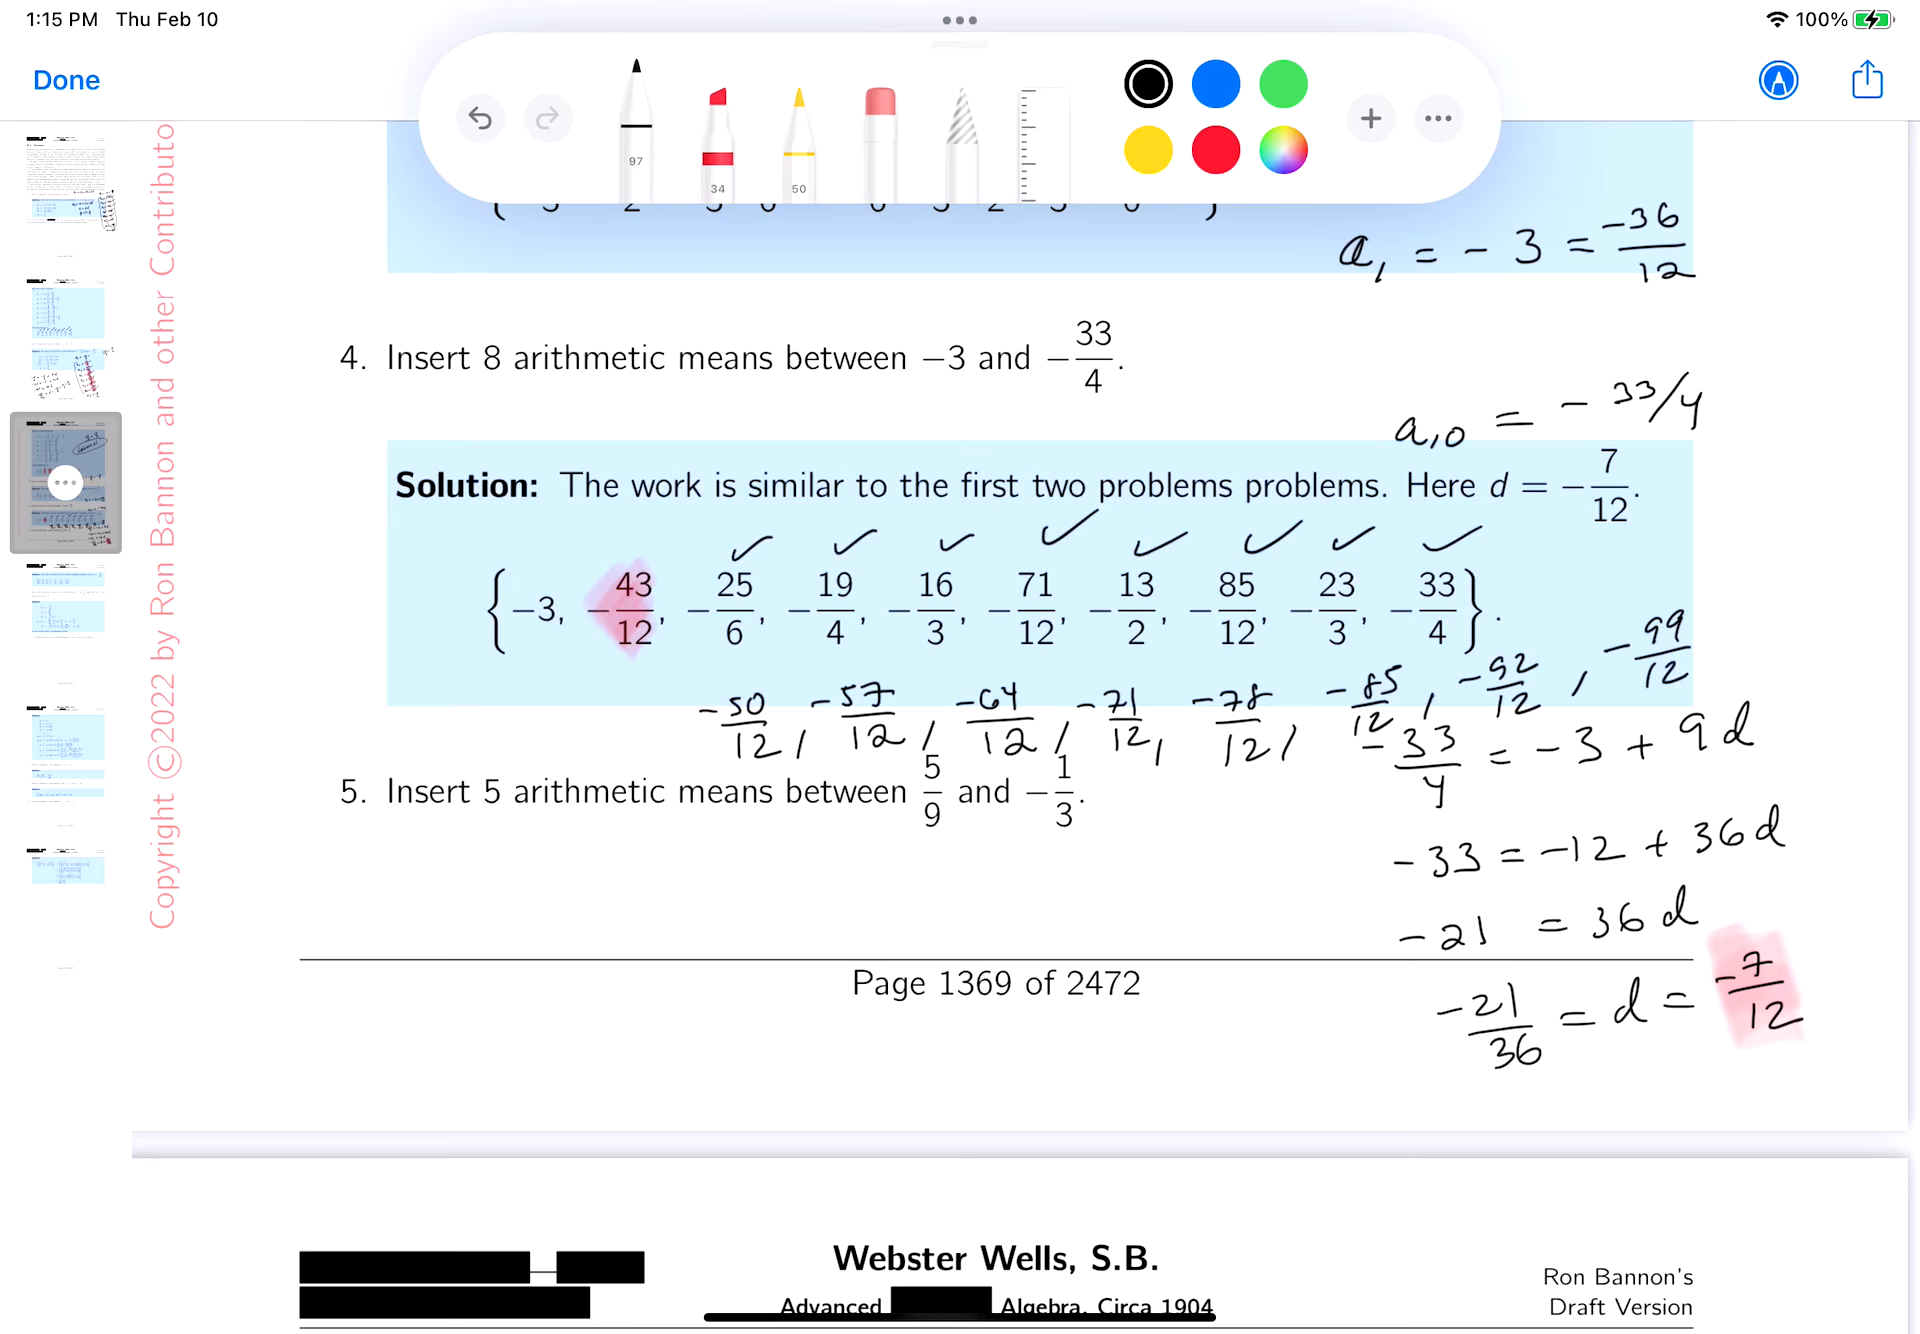 1:15 PM Thu Feb 10
100%
Done
97
34
50
Copyright ©2022 by Ron Bannon and other Contributo
a₁ = - 3 = -36/12
4. Insert 8 arithmetic means between −3 and −33/4.
a₁₀ = - 33/4
Solution: The work is similar to the first two problems problems. Here d = −7/12.
✓ ✓ ✓ ✓ ✓ ✓ ✓ ✓
{−3, −43/12, −25/6, −19/4, −16/3, −71/12, −13/2, −85/12, −23/3, −33/4}.
-50/12, -57/12, -64/12, -71/12, -78/12, -85/12, -92/12, -99/12
-33/4 = -3 + 9d
5. Insert 5 arithmetic means between 5/9 and −1/3.
-33 = -12 + 36d
-21 = 36d
Page 1369 of 2472
-21/36 = d = -7/12
Webster Wells, S.B.
Advanced Algebra, Circa 1904
Ron Bannon's
Draft Version